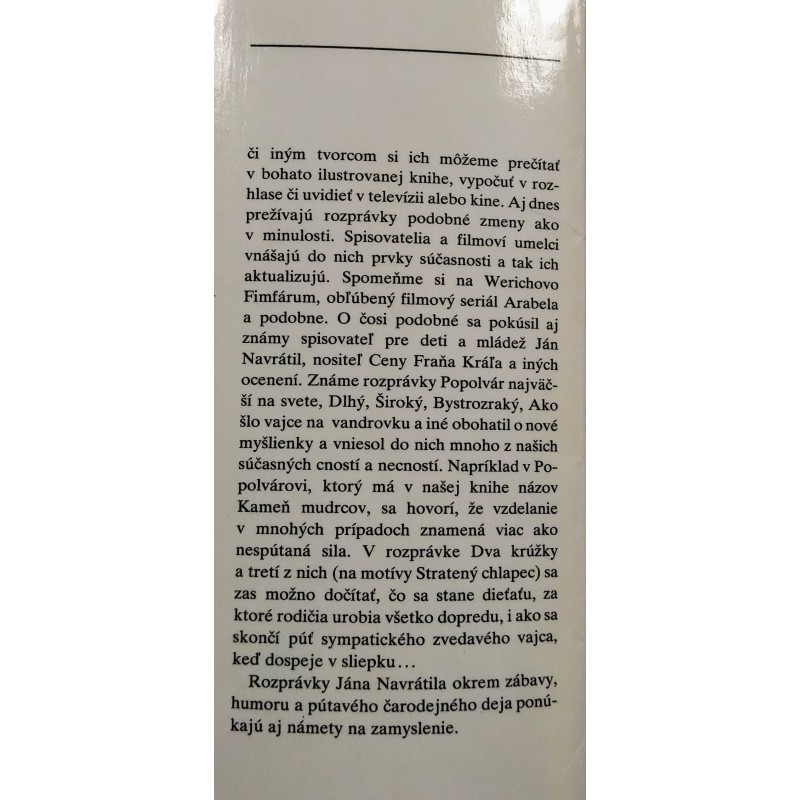 či iným tvorcom si ich môžeme prečítať
v bohato ilustrovanej knihe, vypočuť v roz-
hlase či uvidieť v televízii alebo kine. Aj dnes
prežívajú rozprávky podobné zmeny ako
v minulosti. Spisovatelia a filmoví umelci
vnášajú do nich prvky súčasnosti a tak ich
aktualizujú. Spomeňme si na Werichovo
Fimfárum, obľúbený filmový seriál Arabela
a podobne. O čosi podobné sa pokúsil aj
známy spisovateľ pre deti a mládež Ján
Navrátil, nositeľ Ceny Fraňa Kráľa a iných
ocenení. Známe rozprávky Popolvár najväč-
ší na svete, Dlhý, Široký, Bystrozraký, Ako
šlo vajce na vandrovku a iné obohatil o nové
myšlienky a vniesol do nich mnoho z našich
súčasných cností a necností. Napríklad v Po-
polvárovi, ktorý má v našej knihe názov
Kameň mudrcov, sa hovorí, že vzdelanie
v mnohých prípadoch znamená viac ako
nespútaná sila. V rozprávke Dva krúžky
a tretí z nich (na motívy Stratený chlapec) sa
zas možno dočítať, čo sa stane dieťaťu, za
ktoré rodičia urobia všetko dopredu, i ako sa
skončí púť sympatického zvedavého vajca,
keď dospeje v sliepku...
Rozprávky Jána Navrátila okrem zábavy,
humoru a pútavého čarodejného deja ponú-
kajú aj námety na zamyslenie.